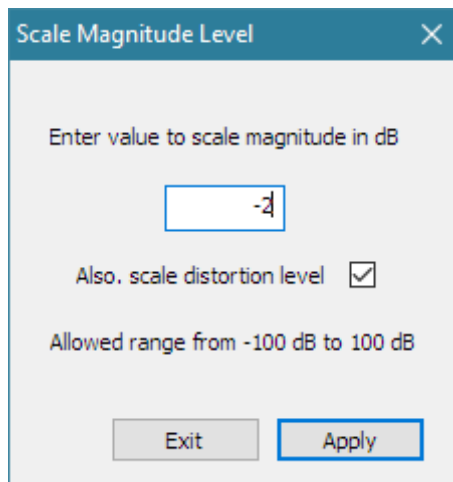 Scale Magnitude Level
Enter value to scale magnitude in dB
-2
Also. scale distortion level
Allowed range from -100 dB to 100 dB
Exit Apply